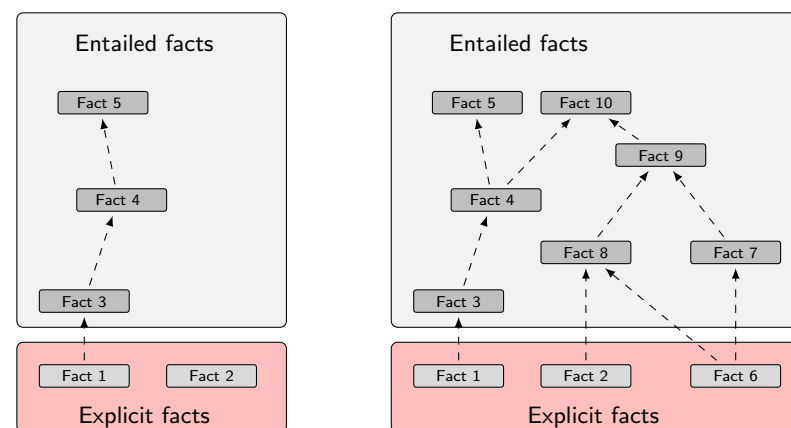 Entailed facts
Fact 5
Fact 4
Fact 3
Fact 1
Fact 2
Explicit facts
Entailed facts
Fact 5
Fact 10
Fact 9
Fact 4
Fact 8
Fact 7
Fact 3
Fact 1
Fact 2
Fact 6
Explicit facts